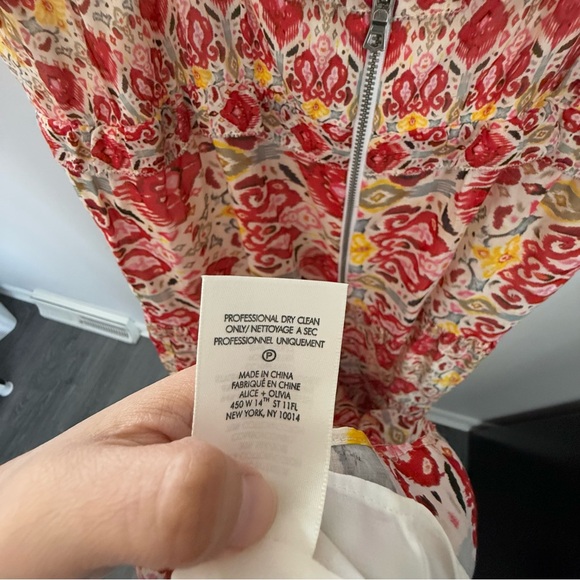 PROFESSIONAL DRY CLEAN
ONLY/ NETTOYAGE A SEC
PROFESSIONNEL UNIQUEMENT
P
MADE IN CHINA
FABRIQUÉ EN CHINE
ALICE + OLIVIA
450 W 14TH ST 11FL
NEW YORK, NY 10014